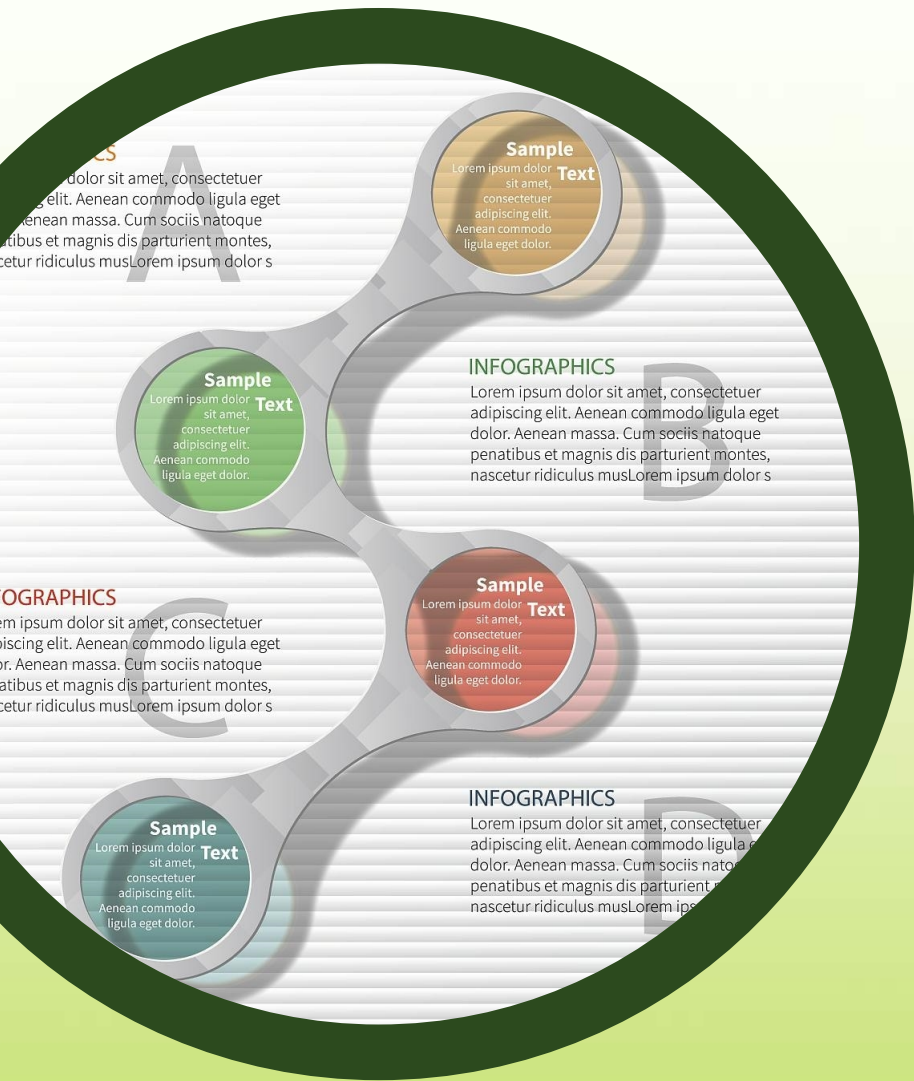 A
dolor sit amet, consectetuer
elit. Aenean commodo ligula eget
Aenean massa. Cum sociis natoque
et magnis dis parturient montes,
ridiculus musLorem ipsum dolor s
Sample
Text
Lorem ipsum dolor
sit amet,
consectetuer
adipiscing elit.
Aenean commodo
ligula eget dolor.
Sample
Text
Lorem ipsum dolor
sit amet,
consectetuer
adipiscing elit.
Aenean commodo
ligula eget dolor.
B
INFOGRAPHICS
Lorem ipsum dolor sit amet, consectetuer
adipiscing elit. Aenean commodo ligula eget
dolor. Aenean massa. Cum sociis natoque
penatibus et magnis dis parturient montes,
nascetur ridiculus musLorem ipsum dolor s
C
OGRAPHICS
em ipsum dolor sit amet, consectetuer
piscing elit. Aenean commodo ligula eget
or. Aenean massa. Cum sociis natoque
atibus et magnis dis parturient montes,
cetur ridiculus musLorem ipsum dolor s
Sample
Text
Lorem ipsum dolor
sit amet,
consectetuer
adipiscing elit.
Aenean commodo
ligula eget dolor.
Sample
Text
Lorem ipsum dolor
sit amet,
consectetuer
adipiscing elit.
Aenean commodo
ligula eget dolor.
D
INFOGRAPHICS
Lorem ipsum dolor sit amet, consectetuer
adipiscing elit. Aenean commodo ligula
dolor. Aenean massa. Cum sociis natoq
penatibus et magnis dis parturient
nascetur ridiculus musLorem ips